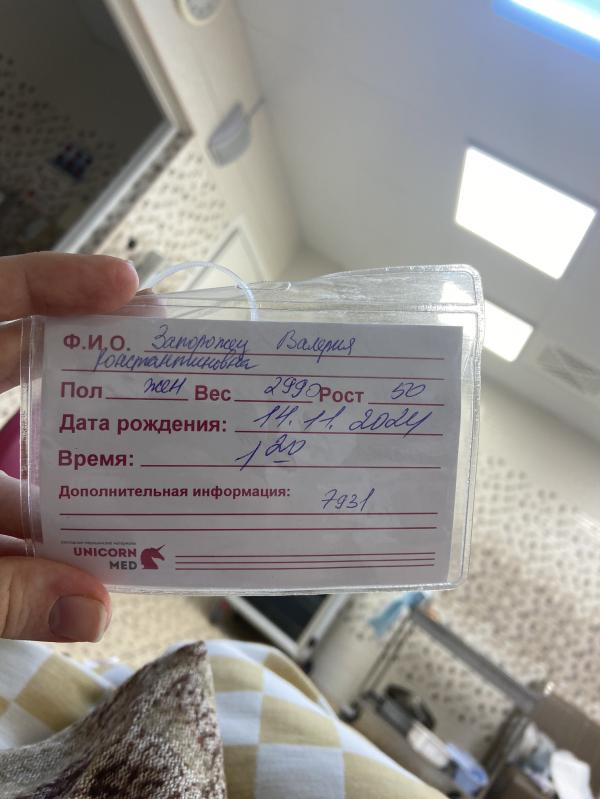 Ф.И.О. Запорожец Валерия
Константиновна
Пол жен Вес 2990 Рост 50
Дата рождения: 14.11.2024
Время: 1 20
Дополнительная информация:
7931
UNICORN
MED